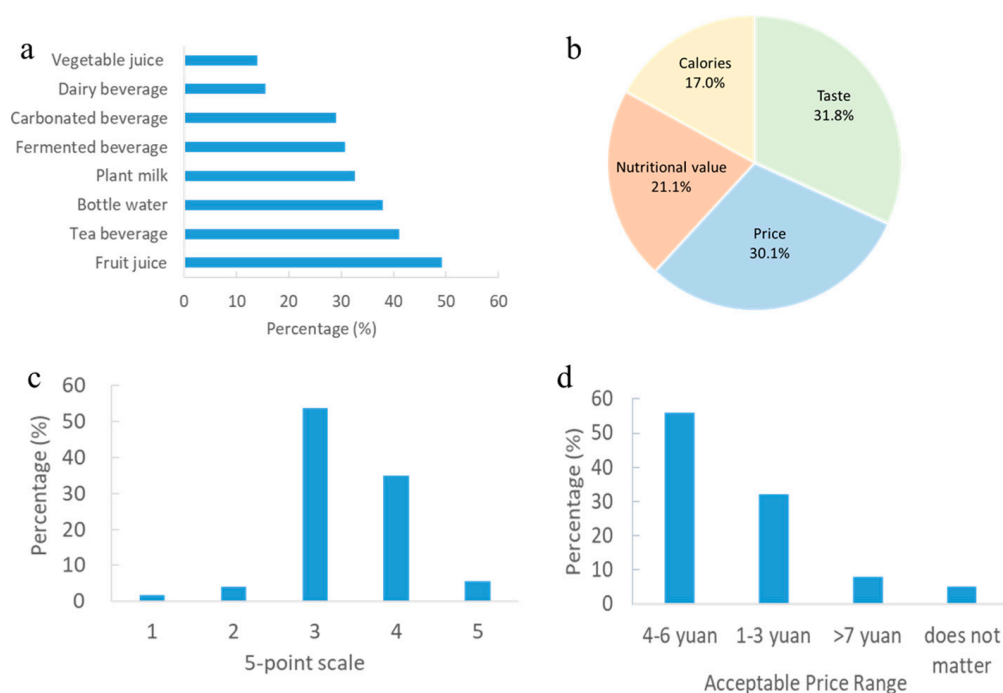 a
Vegetable juice
Dairy beverage
Carbonated beverage
Fermented beverage
Plant milk
Bottle water
Tea beverage
Fruit juice
0 10 20 30 40 50 60
Percentage (%)
b
Calories
17.0%
Taste
31.8%
Nutritional value
21.1%
Price
30.1%
c
Percentage (%)
60
50
40
30
20
10
0
1 2 3 4 5
5-point scale
d
Percentage (%)
60
50
40
30
20
10
0
4-6 yuan 1-3 yuan >7 yuan does not
matter
Acceptable Price Range